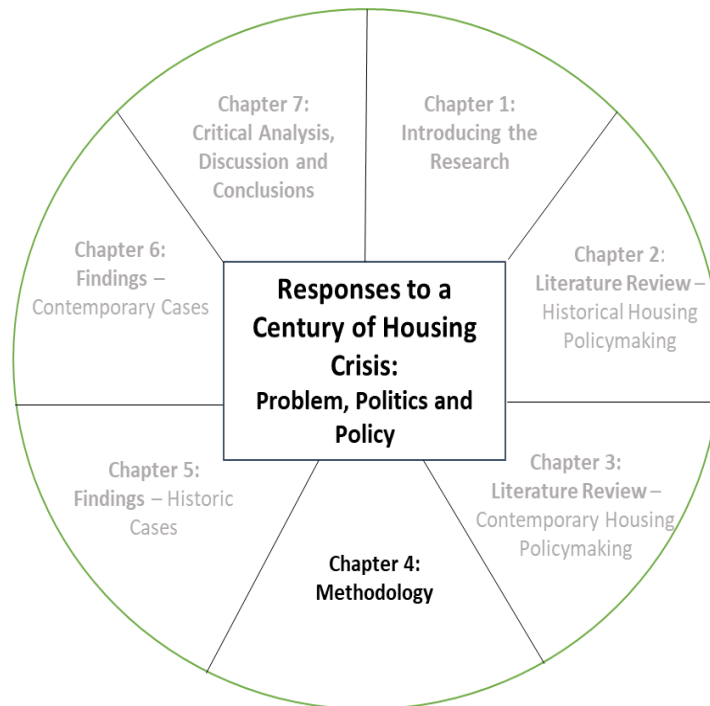 Chapter 7:
Critical Analysis,
Discussion and
Conclusions
Chapter 1:
Introducing the
Research
Chapter 6:
Findings –
Contemporary Cases
Chapter 2:
Literature Review –
Historical Housing
Policymaking
Responses to a
Century of Housing
Crisis:
Problem, Politics and
Policy
Chapter 5:
Findings – Historic
Cases
Chapter 3:
Literature Review –
Contemporary Housing
Policymaking
Chapter 4:
Methodology